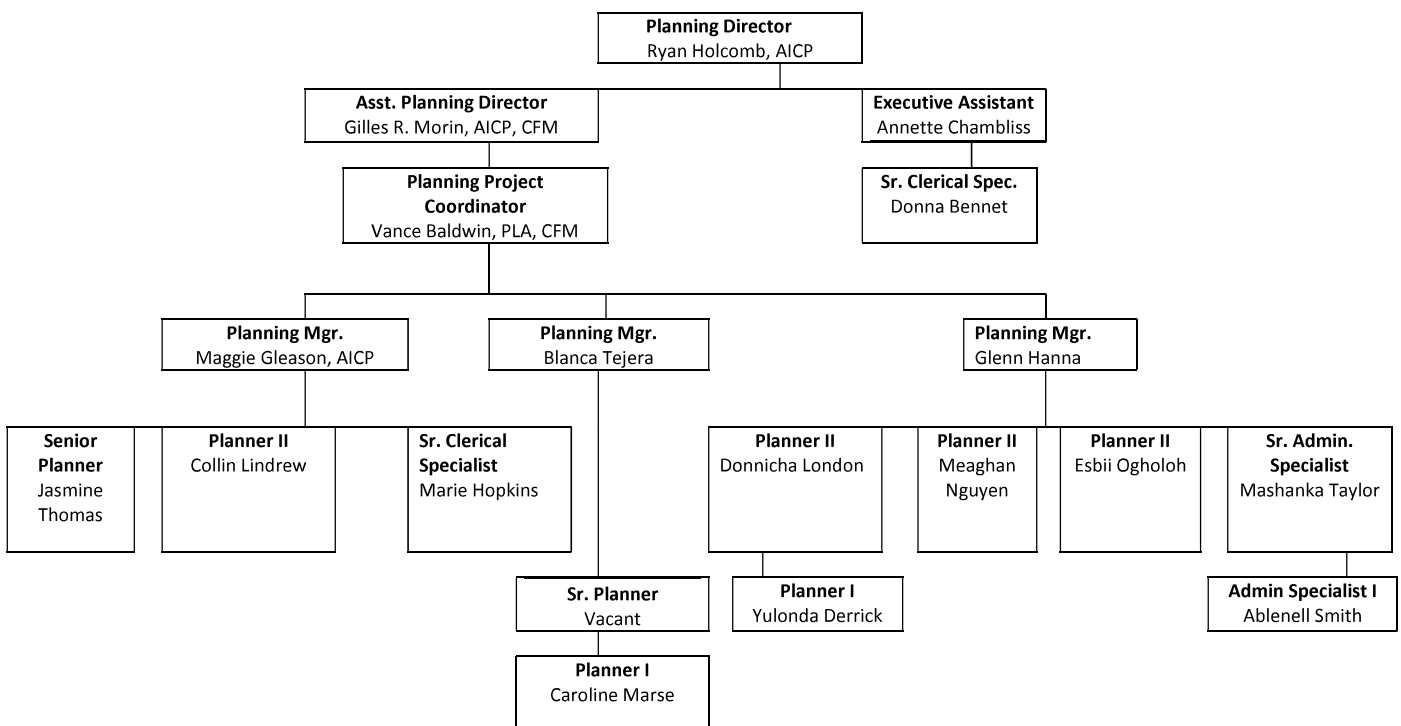 Planning Director
Ryan Holcomb, AICP
Asst. Planning Director
Gilles R. Morin, AICP, CFM
Executive Assistant
Annette Chambliss
Planning Project
Coordinator
Vance Baldwin, PLA, CFM
Sr. Clerical Spec.
Donna Bennet
Planning Mgr.
Maggie Gleason, AICP
Planning Mgr.
Blanca Tejera
Planning Mgr.
Glenn Hanna
Senior
Planner
Jasmine
Thomas
Planner II
Collin Lindrew
Sr. Clerical
Specialist
Marie Hopkins
Planner II
Donnicha London
Planner II
Meaghan
Nguyen
Planner II
Esbii Ogholoh
Sr. Admin.
Specialist
Mashanka Taylor
Sr. Planner
Vacant
Planner I
Yulonda Derrick
Admin Specialist I
Ablenell Smith
Planner I
Caroline Marse